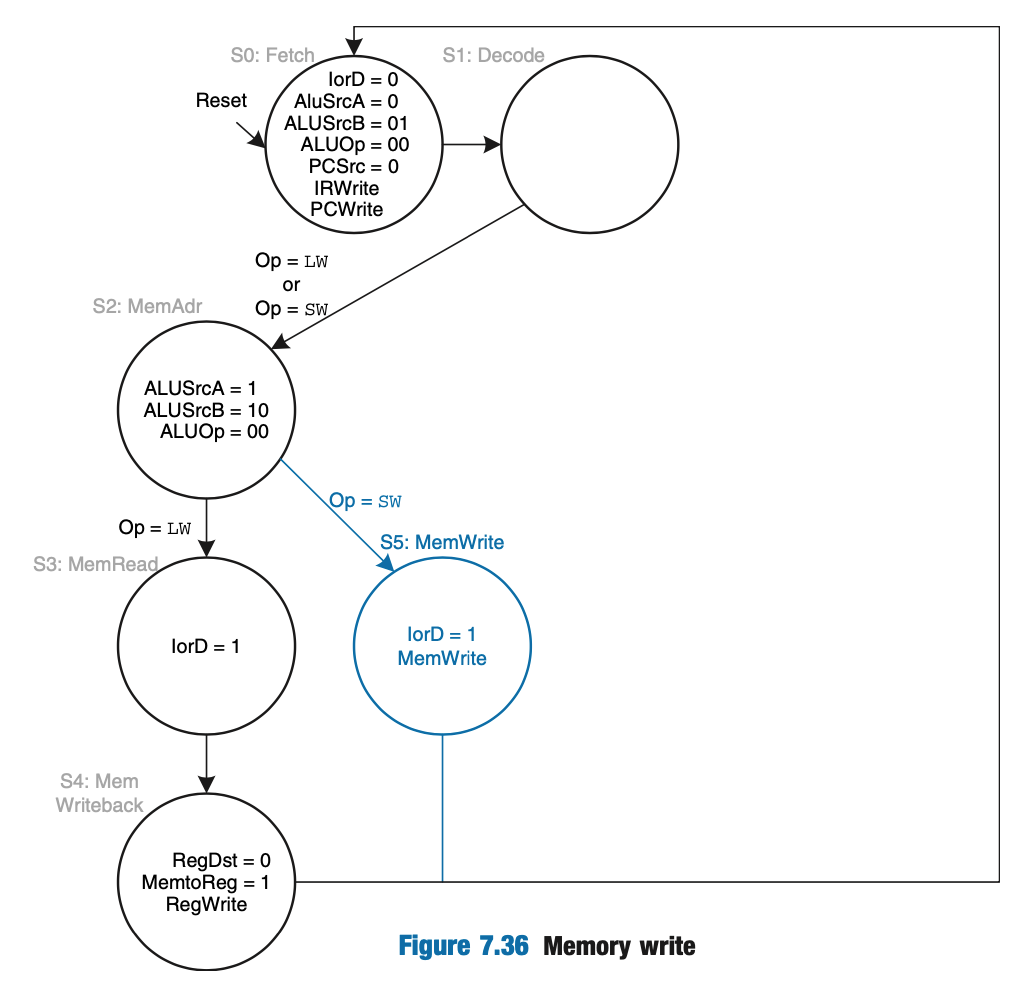 S0: Fetch
S1: Decode
Reset
IorD = 0
AluSrcA = 0
ALUSrcB = 01
ALUOp = 00
PCSrc = 0
IRWrite
PCWrite
Op = LW
or
Op = SW
S2: MemAdr
ALUSrcA = 1
ALUSrcB = 10
ALUOp = 00
Op = SW
Op = LW
S5: MemWrite
S3: MemRead
IorD = 1
IorD = 1
MemWrite
S4: Mem
Writeback
RegDst = 0
MemtoReg = 1
RegWrite
Figure 7.36 Memory write